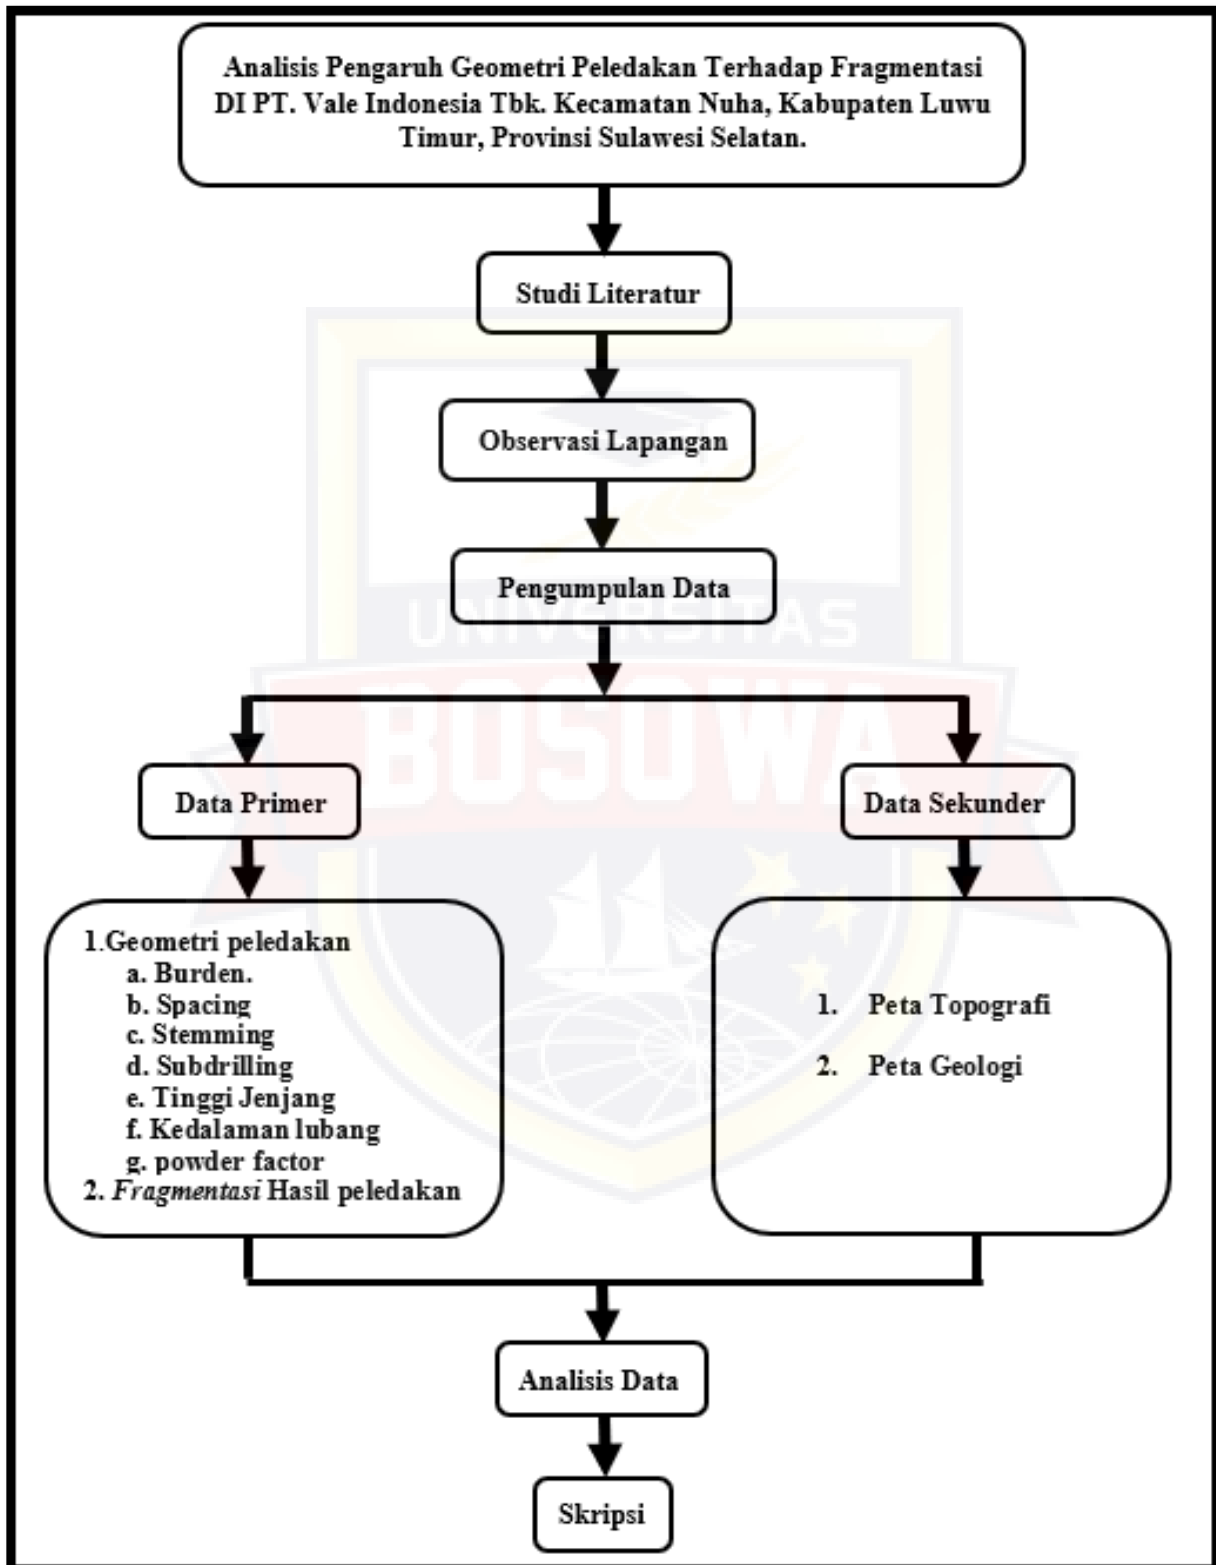 Analisis Pengaruh Geometri Peledakan Terhadap Fragmentasi
DI PT. Vale Indonesia Tbk. Kecamatan Nuha, Kabupaten Luwu
Timur, Provinsi Sulawesi Selatan.
Studi Literatur
Observasi Lapangan
Pengumpulan Data
UNIVERSITAS
BOSOWA
Data Primer
Data Sekunder
1.Geometri peledakan
a. Burden.
b. Spacing
c. Stemming
d. Subdrilling
e. Tinggi Jenjang
f. Kedalaman lubang
g. powder factor
2. Fragmentasi Hasil peledakan
1. Peta Topografi
2. Peta Geologi
Analisis Data
Skripsi